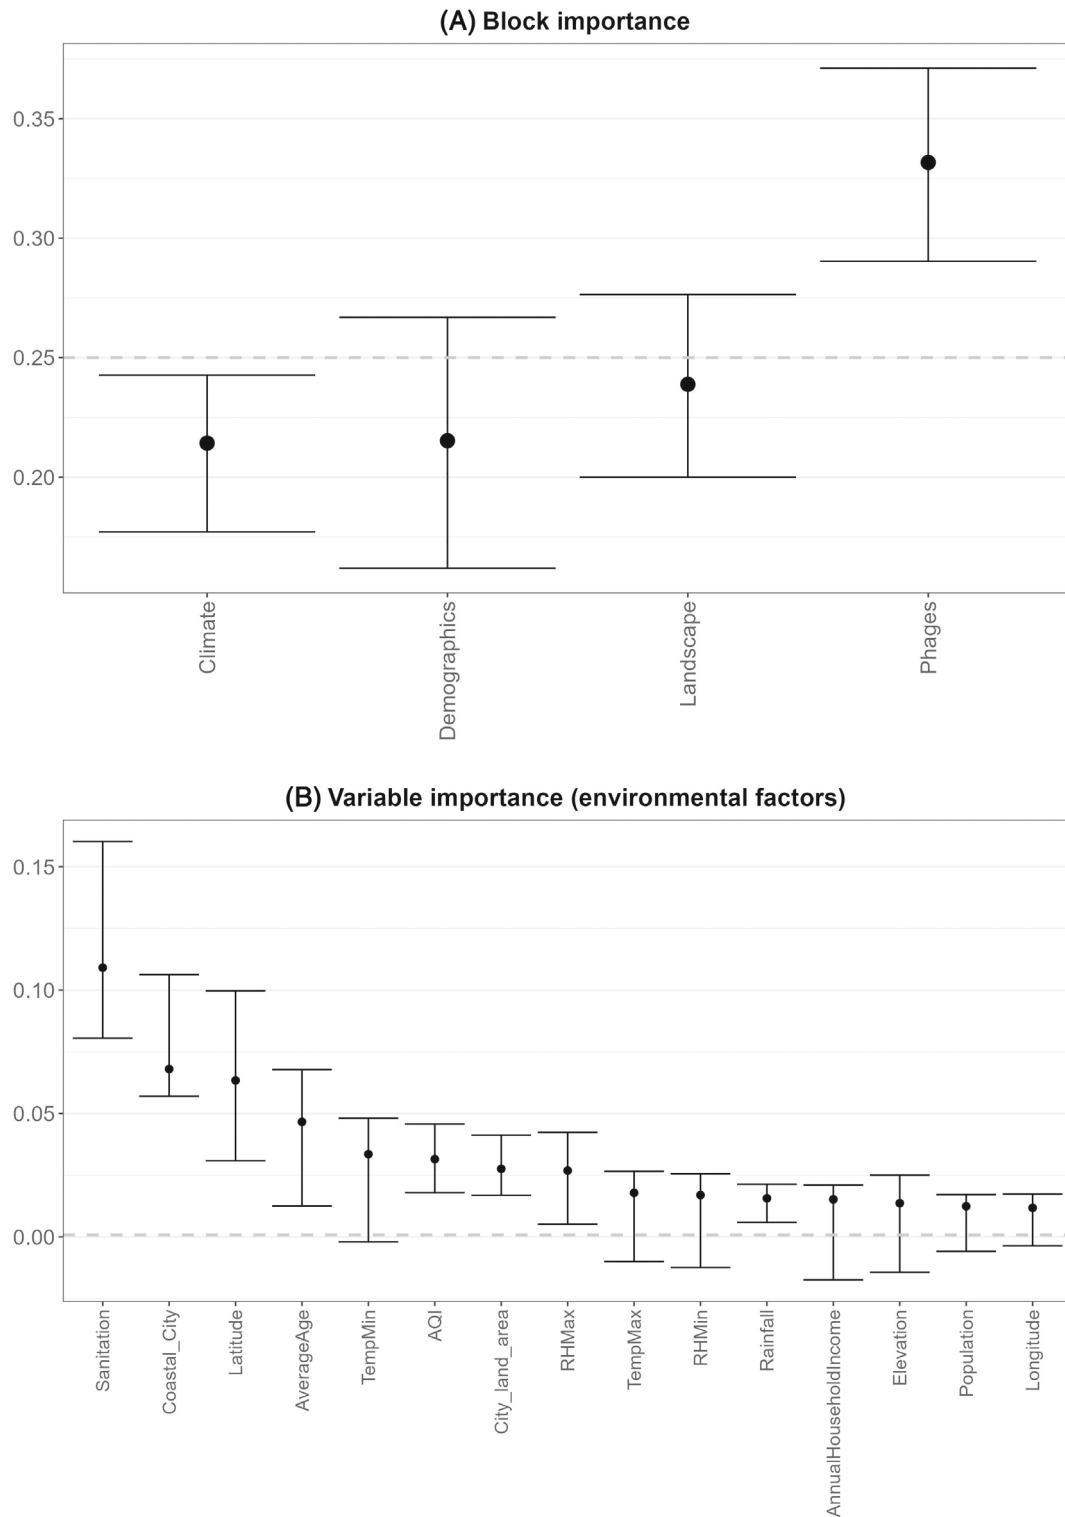 (A) Block importance
0.35
0.30
0.25
0.20
Climate
Demographics
Landscape
Phages
(B) Variable importance (environmental factors)
0.15
0.10
0.05
0.00
Sanitation
Coastal_City
Latitude
AverageAge
TempMin
AQI
City_land_area
RHMax
TempMax
RHMin
Rainfall
AnnualHouseholdIncome
Elevation
Population
Longitude